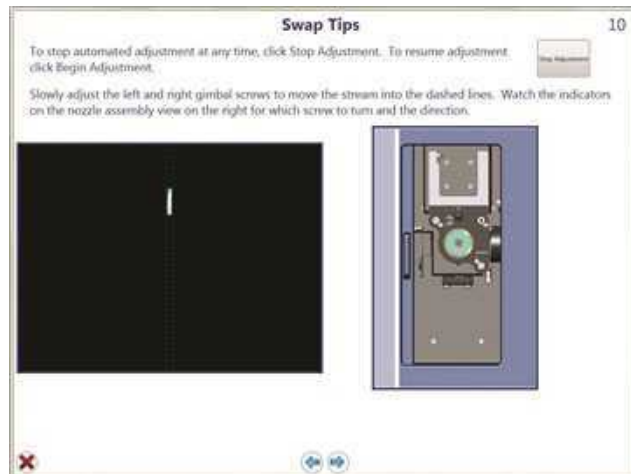 Swap Tips
10
To stop automated adjustment at any time, click Stop Adjustment. To resume adjustment
click Begin Adjustment.
Stop Adjustment
Slowly adjust the left and right gimbal screws to move the stream into the dashed lines. Watch the indicators
on the nozzle assembly view on the right for which screw to turn and the direction.